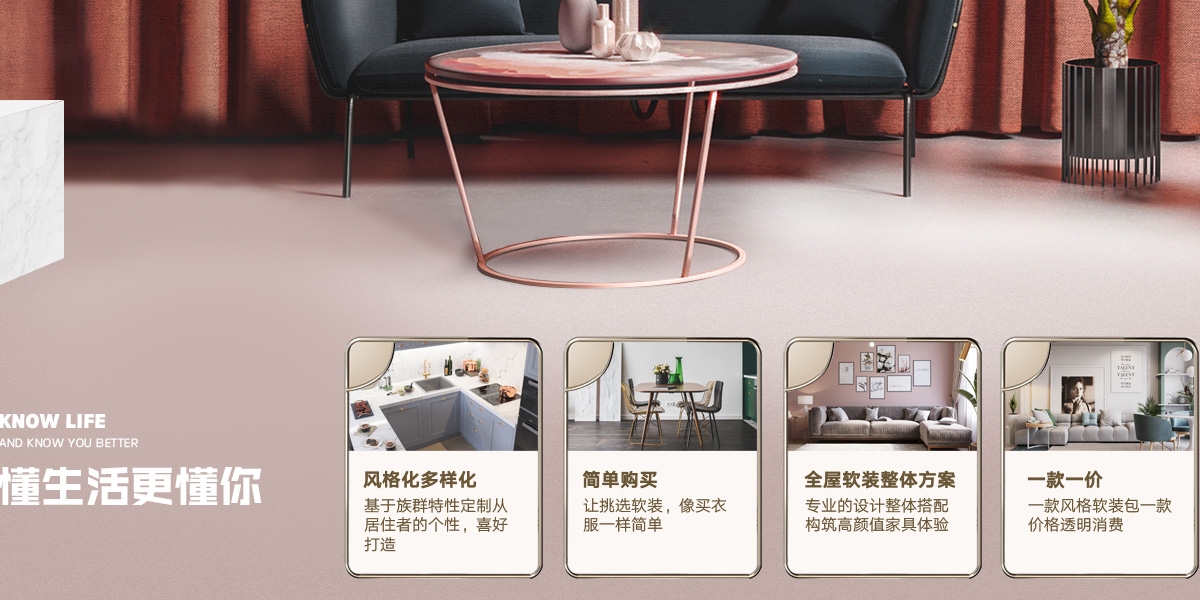 KNOW LIFE
AND KNOW YOU BETTER
懂生活更懂你
风格化多样化
基于族群特性定制从
居住者的个性，喜好
打造
简单购买
让挑选软装，像买衣
服一样简单
全屋软装整体方案
专业的设计整体搭配
构筑高颜值家具体验
一款一价
一款风格软装包一款
价格透明消费